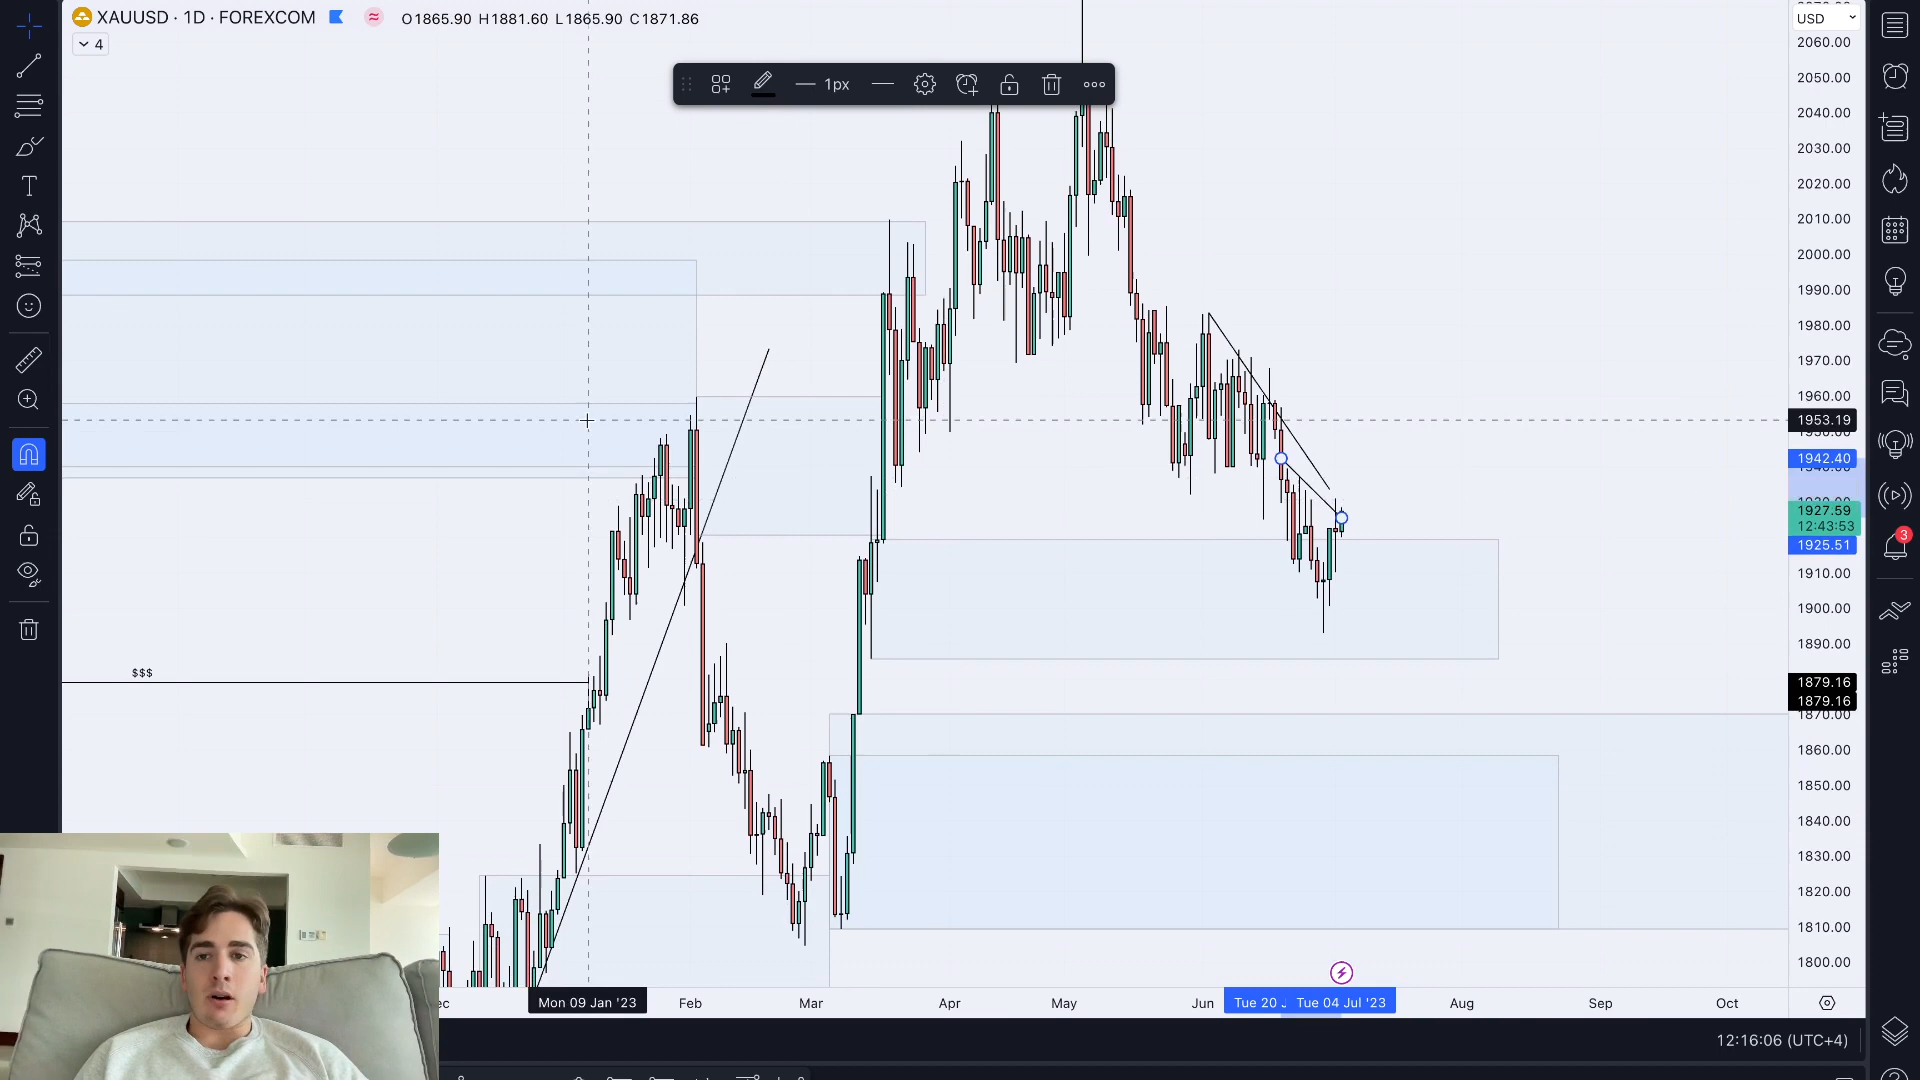 XAUUSD · 1D · FOREXCOM
O1865.90 H1881.60 L1865.90 C1871.86
4
1px
USD
2060.00
2050.00
2040.00
2030.00
2020.00
2010.00
2000.00
1990.00
1980.00
1970.00
1960.00
1953.19
1942.40
1927.59
12:43:53
1925.51
1910.00
1900.00
1890.00
1879.16
1879.16
1870.00
1860.00
1850.00
1840.00
1830.00
1820.00
1810.00
1800.00
3
$$$
Mon 09 Jan '23
Feb
Mar
Apr
May
Jun
Tue 20 J
Tue 04 Jul '23
Aug
Sep
Oct
12:16:06 (UTC+4)